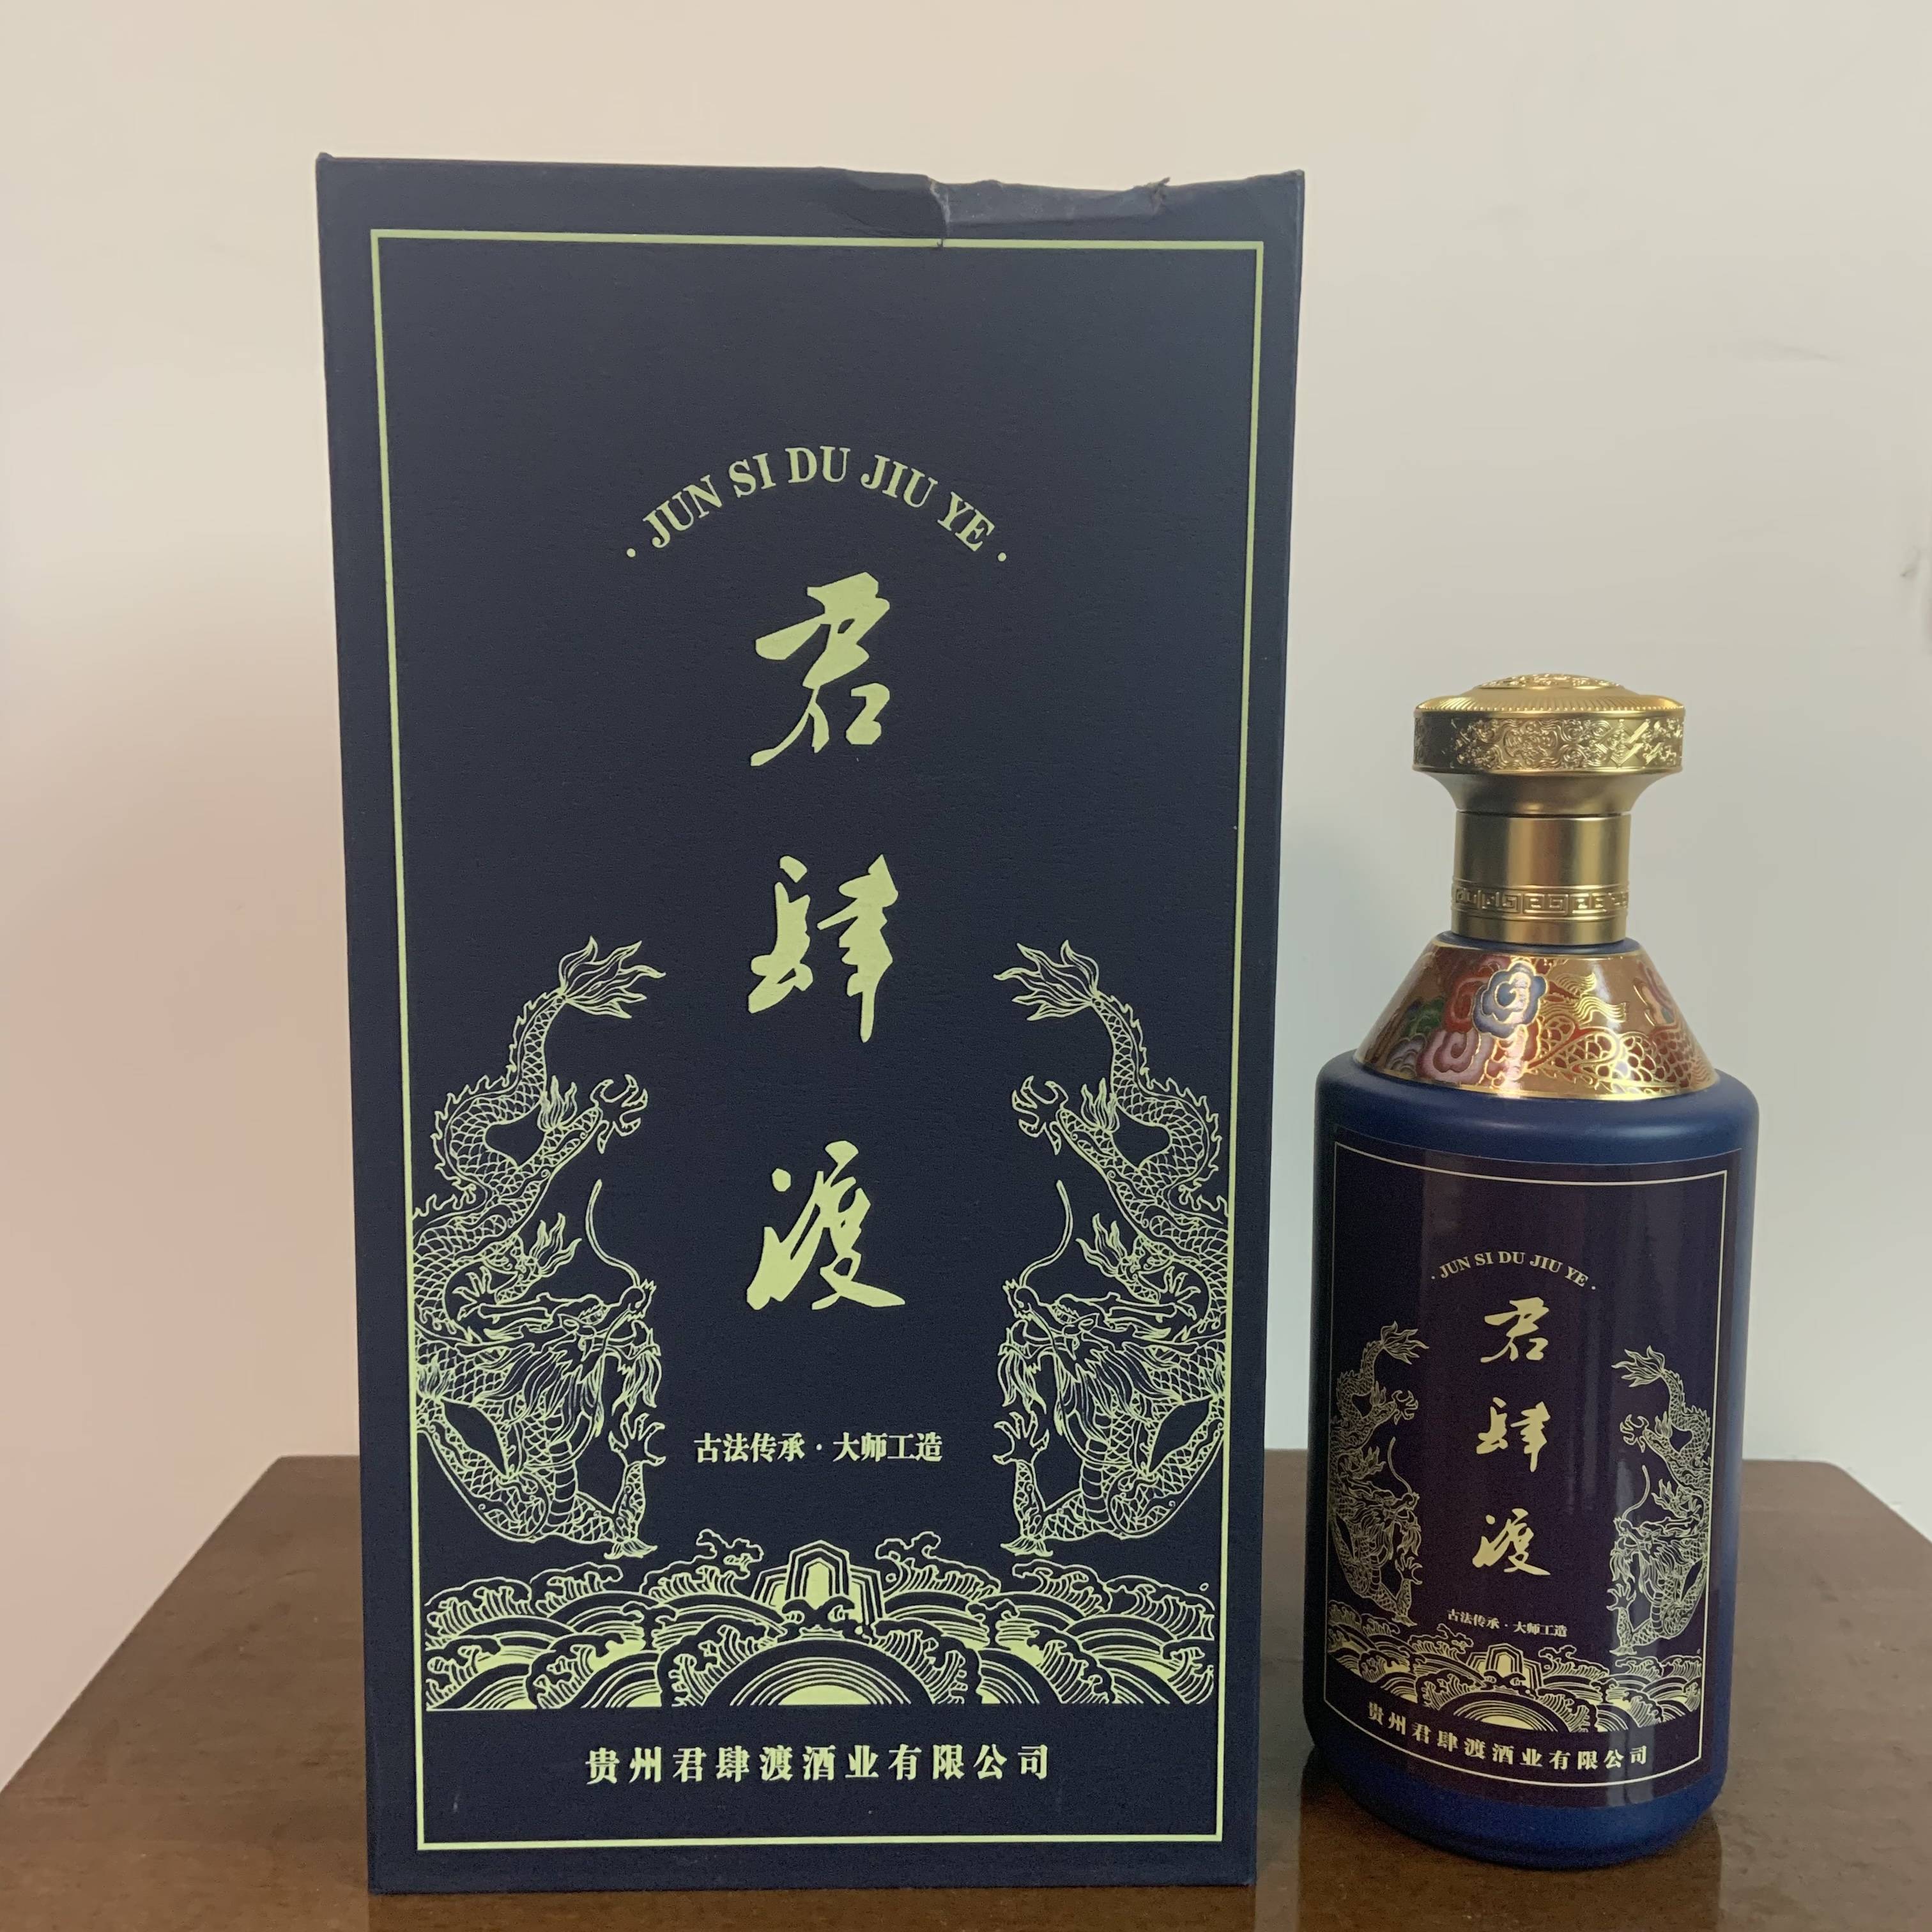 · JUN SI DU JIU YE ·
君
肆
渡
古法传承 · 大师工造
贵州君肆渡酒业有限公司
· JUN SI DU JIU YE ·
君
肆
渡
古法传承 · 大师工造
贵州君肆渡酒业有限公司